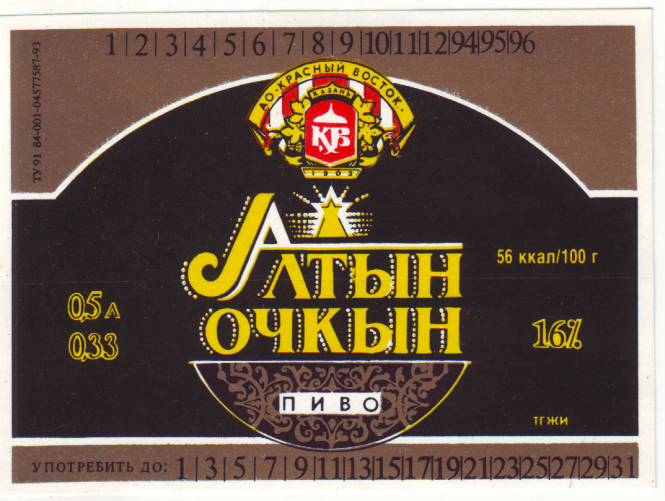 1|2|3|4|5|6|7|8|9|10|11|12|94|95|96
ТУ 91 84-001-04577587-93
АО·КРАСНЫЙ ВОСТОК·
КАЗАНЬ
КВ
1903
АЛТЫН
ОЧКЫН
56 ккал/100 г
0,5 Л
0,33
16%
ПИВО
ТГЖИ
УПОТРЕБИТЬ ДО: 1|3|5|7|9|11|13|15|17|19|21|23|25|27|29|31